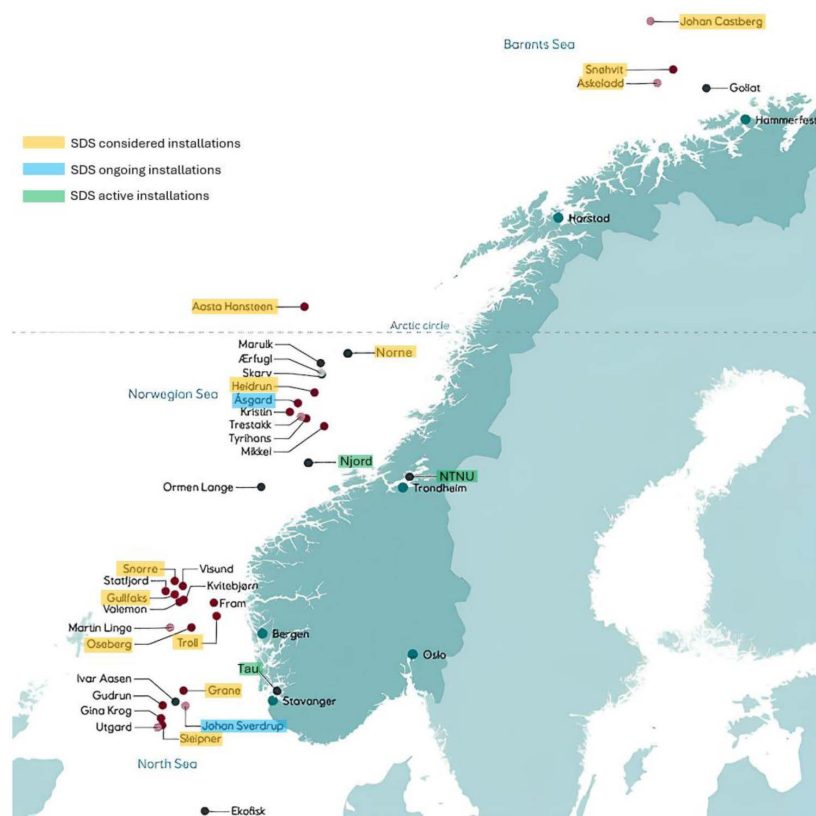 Johan Castberg
Barents Sea
Snøhvit
Askeladd
Goliat
Hammerfest
SDS considered installations
SDS ongoing installations
SDS active installations
Harstad
Aasta Hansteen
Arctic circle
Marulk
Norne
Ærfugl
Skarv
Heidrun
Norwegian Sea
Åsgard
Kristin
Trestakk
Tyrihans
Mikkel
Njord
NTNU
Ormen Lange
Trondheim
Snorre
Visund
Statfjord
Kvitebjørn
Gullfaks
Valemon
Fram
Martin Linge
Bergen
Oseberg
Troll
Oslo
Tau
Ivar Aasen
Grane
Gudrun
Stavanger
Gina Krog
Utgard
Johan Sverdrup
Sleipner
North Sea
Ekofisk